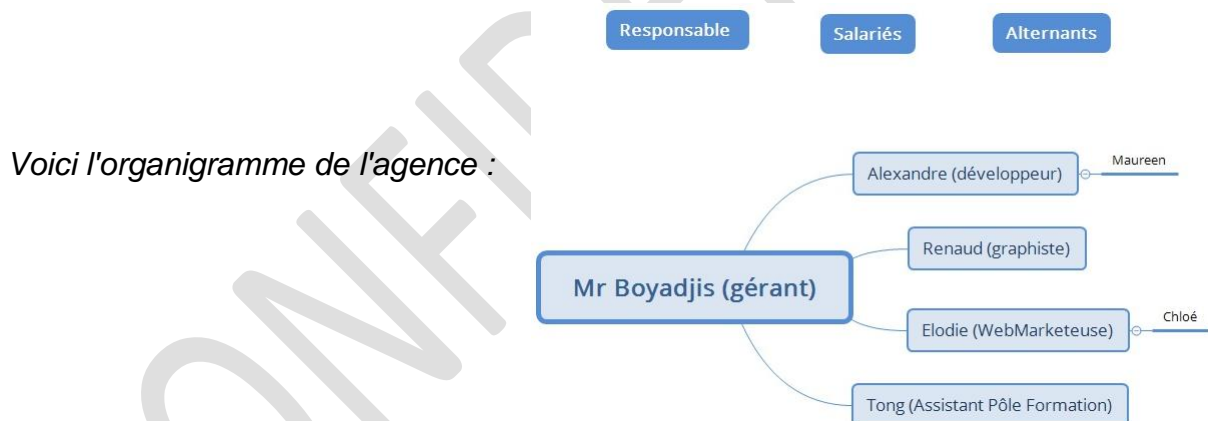 Responsable
Salariés
Alternants
Voici l'organigramme de l'agence :
Alexandre (développeur)
Maureen
Renaud (graphiste)
Mr Boyadjis (gérant)
Elodie (WebMarketeuse)
Chloé
Tong (Assistant Pôle Formation)